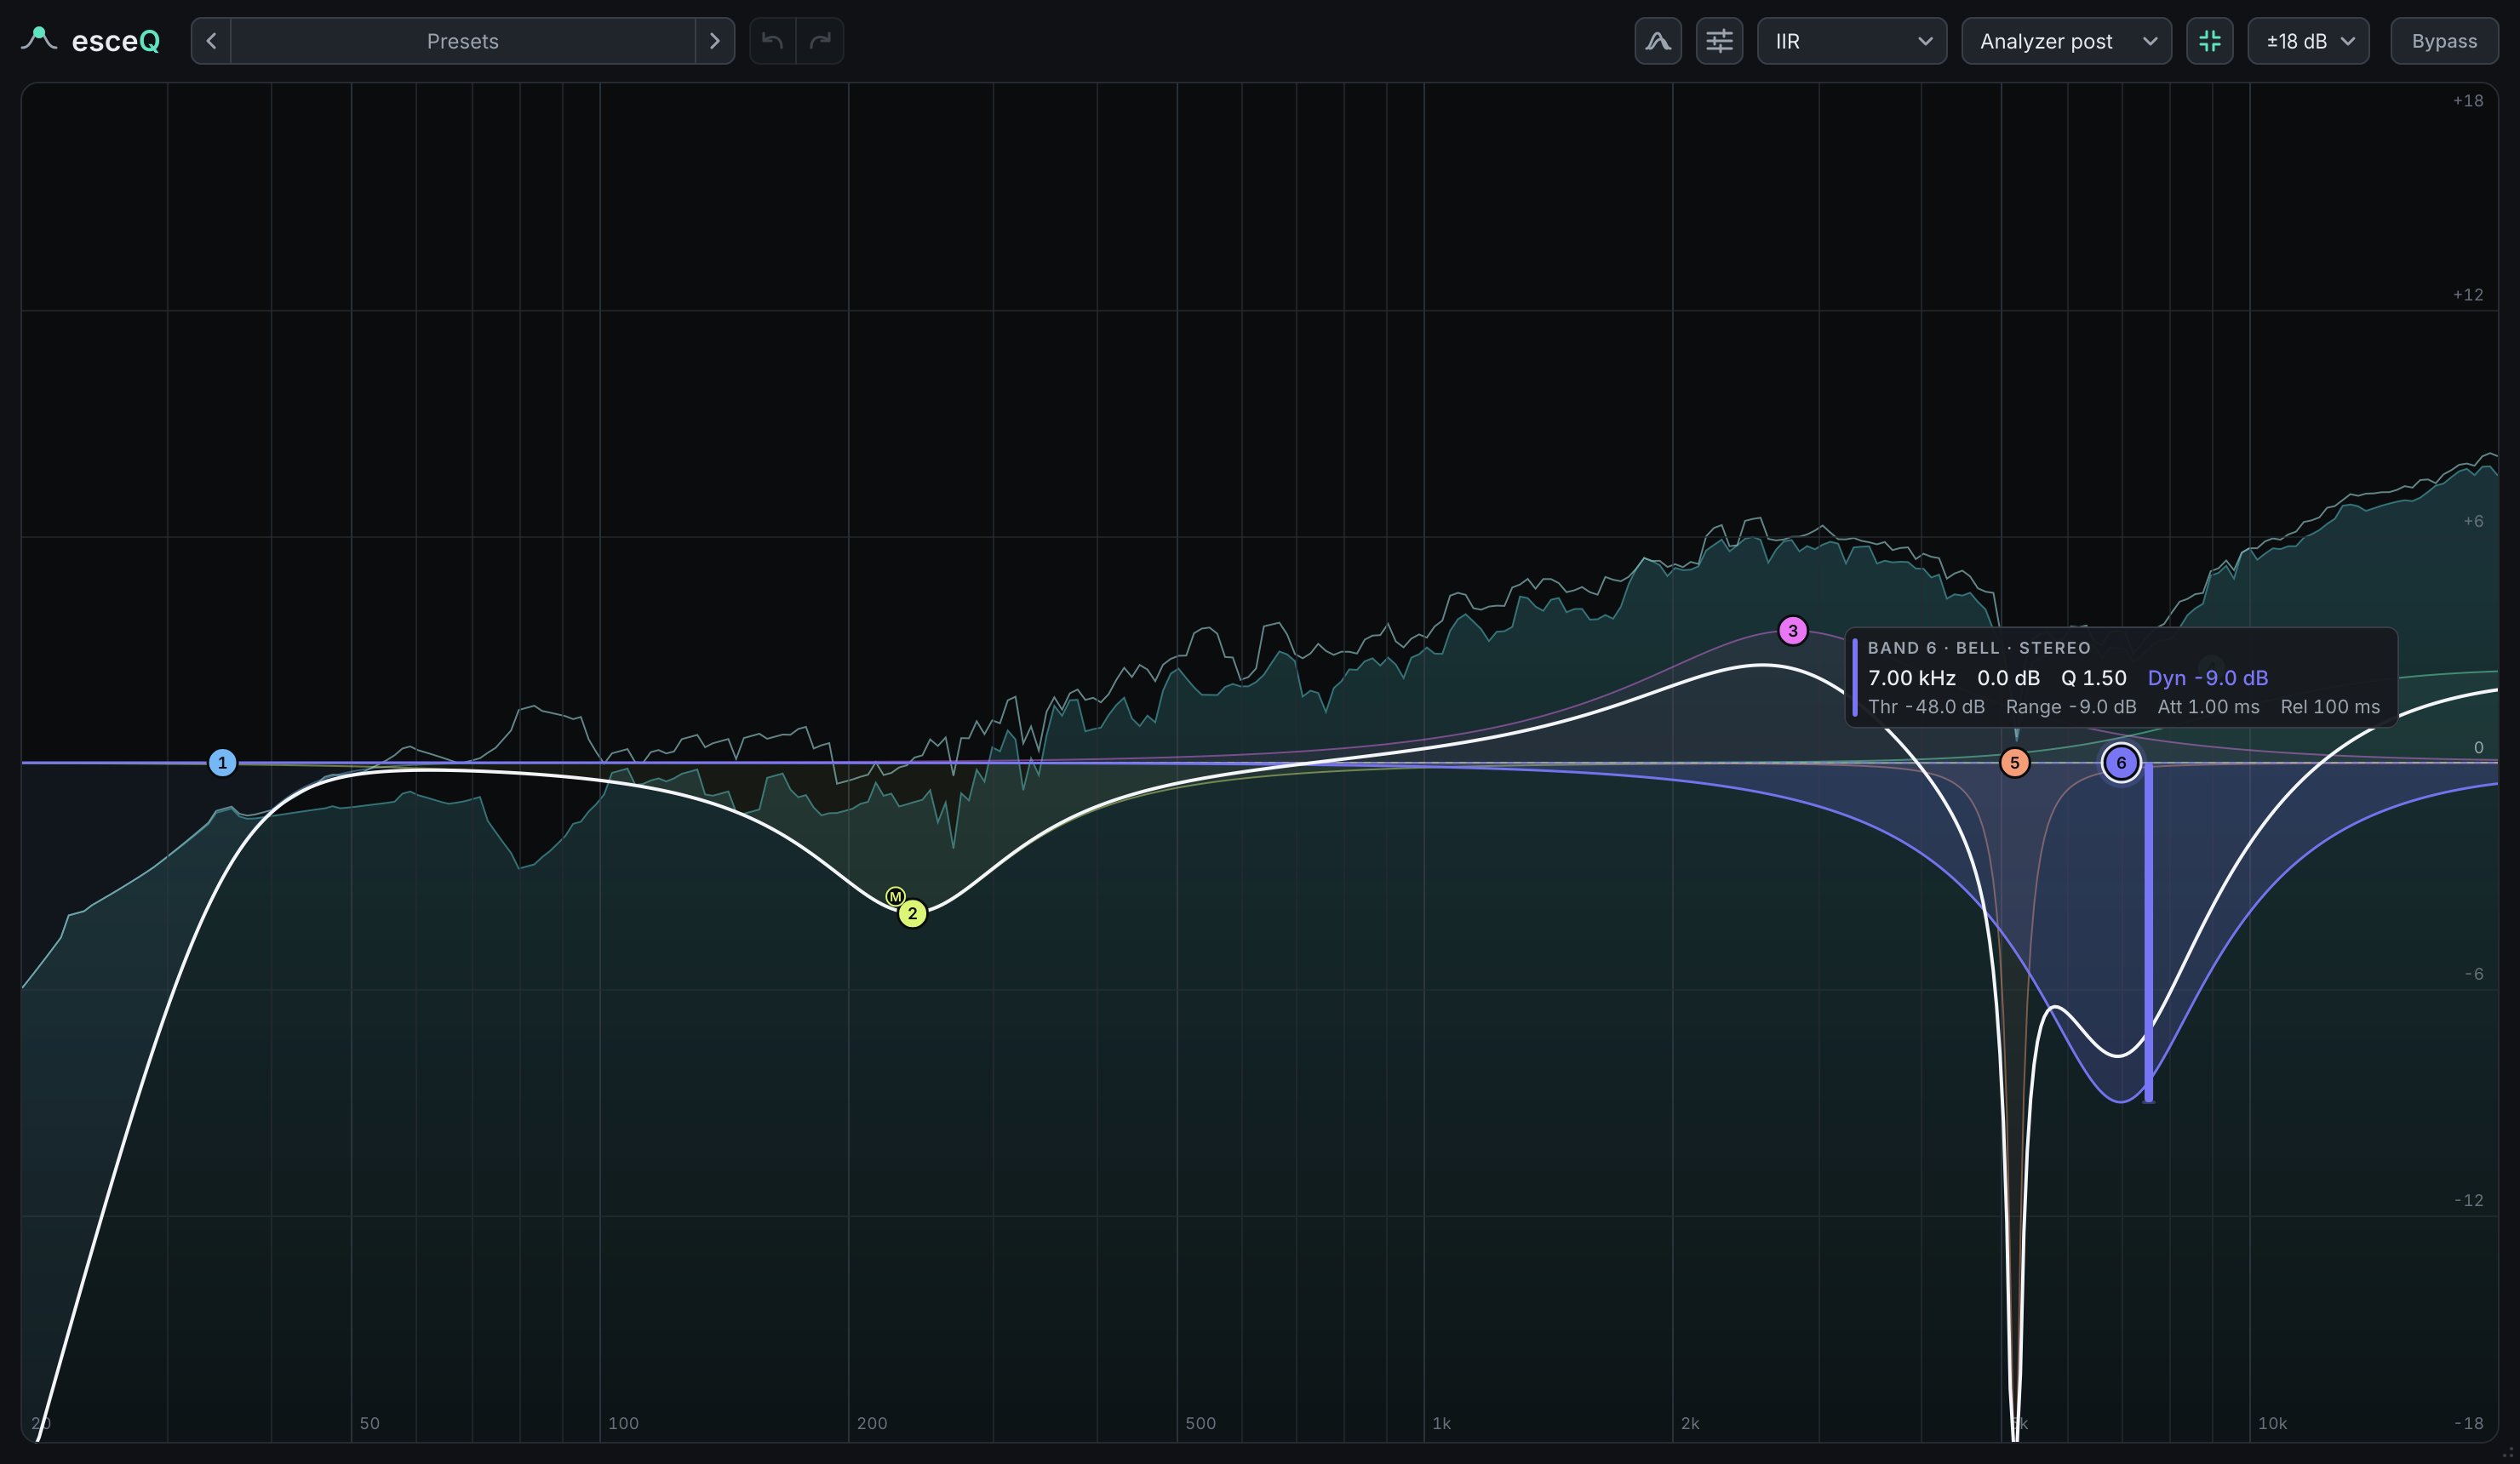 esceQ Presets IIR Analyzer post ±18 dB Bypass
+18
+12
+6
3
BAND 6 · BELL · STEREO
7.00 kHz 0.0 dB Q 1.50 Dyn -9.0 dB
Thr -48.0 dB Range -9.0 dB Att 1.00 ms Rel 100 ms
0
1 5 6
M
2
-6
-12
20 50 100 200 500 1k 2k 10k -18